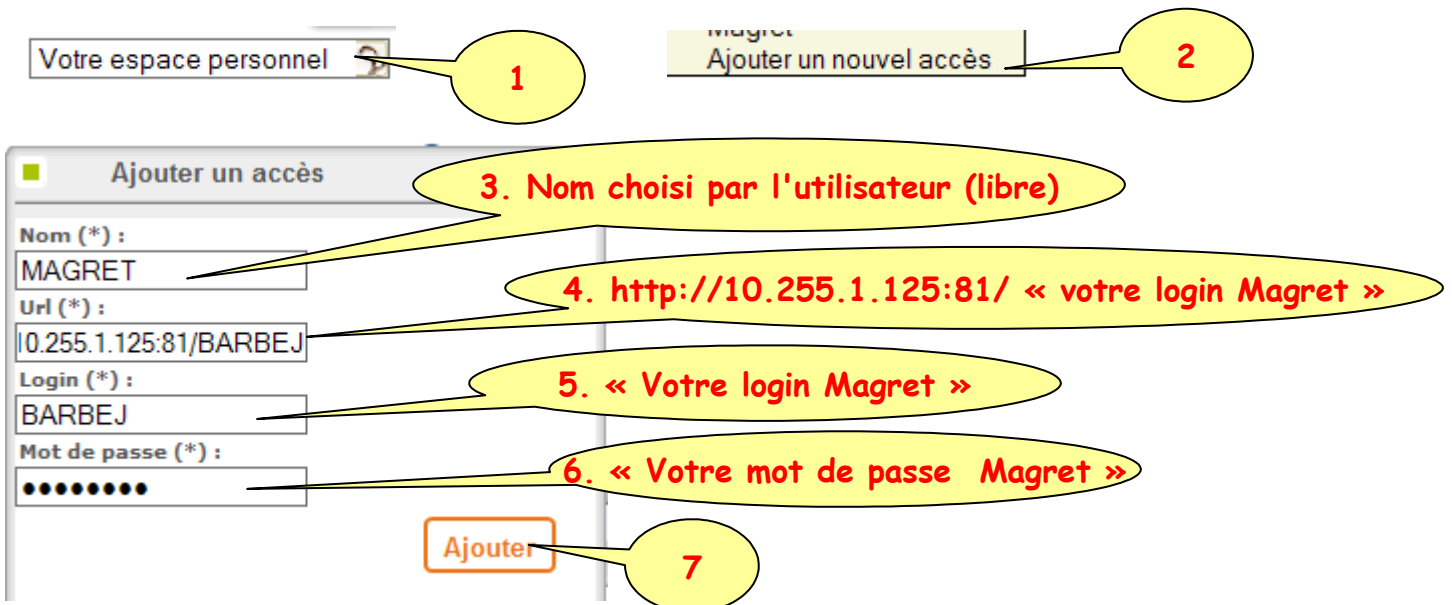 Votre espace personnel
1
Magret
Ajouter un nouvel accès
2
Ajouter un accès
3. Nom choisi par l'utilisateur (libre)
Nom (*) :
MAGRET
4. http://10.255.1.125:81/ « votre login Magret »
Url (*) :
10.255.1.125:81/BARBEJ
5. « Votre login Magret »
Login (*) :
BARBEJ
6. « Votre mot de passe Magret »
Mot de passe (*) :
••••••••
Ajouter
7